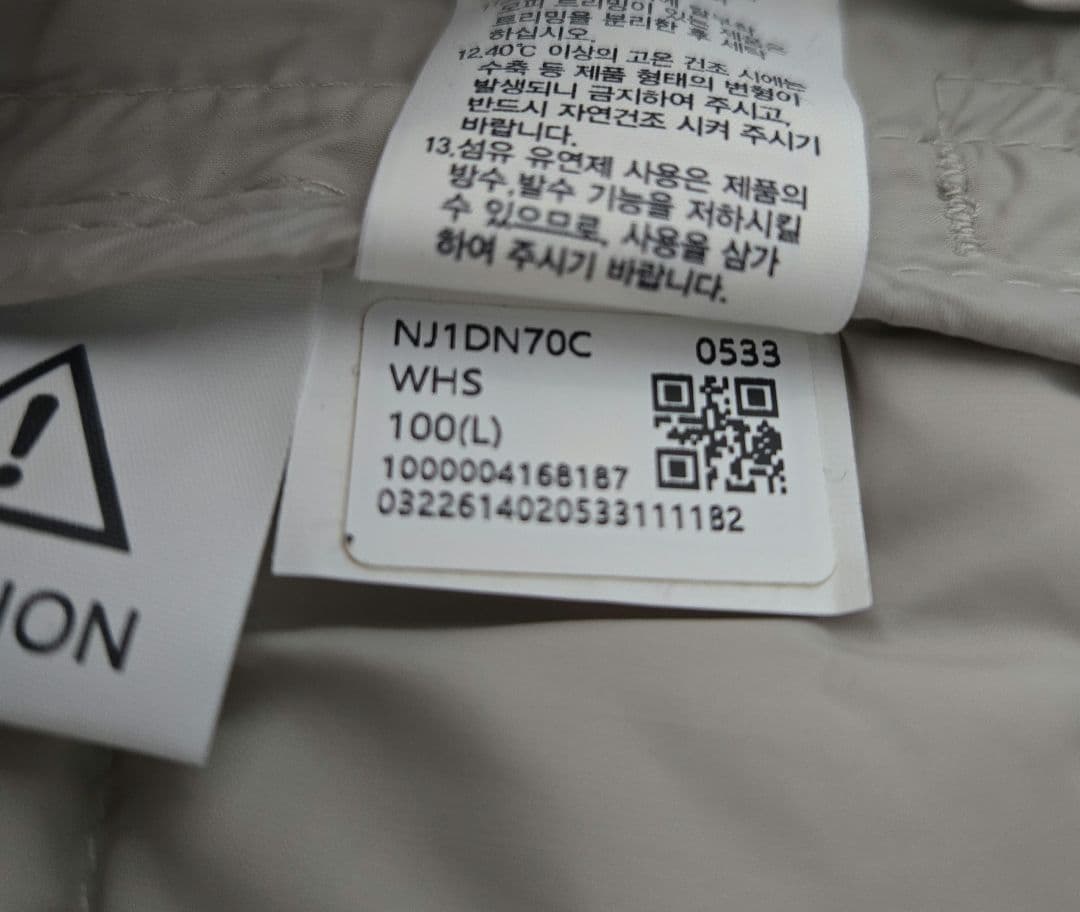 트리밍을 분리한 후 세탁
하십시오.
12.40℃ 이상의 고온 건조 시에는
수축 등 제품 형태의 변형이
발생되니 금지하여 주시고,
반드시 자연건조 시켜 주시기
바랍니다.
13.섬유 유연제 사용은 제품의
방수,발수 기능을 저하시킬
수 있으므로, 사용을 삼가
하여 주시기 바랍니다.
NJ1DN70C 0533
WHS
100(L)
1000004168187
0322614020533111182
ION